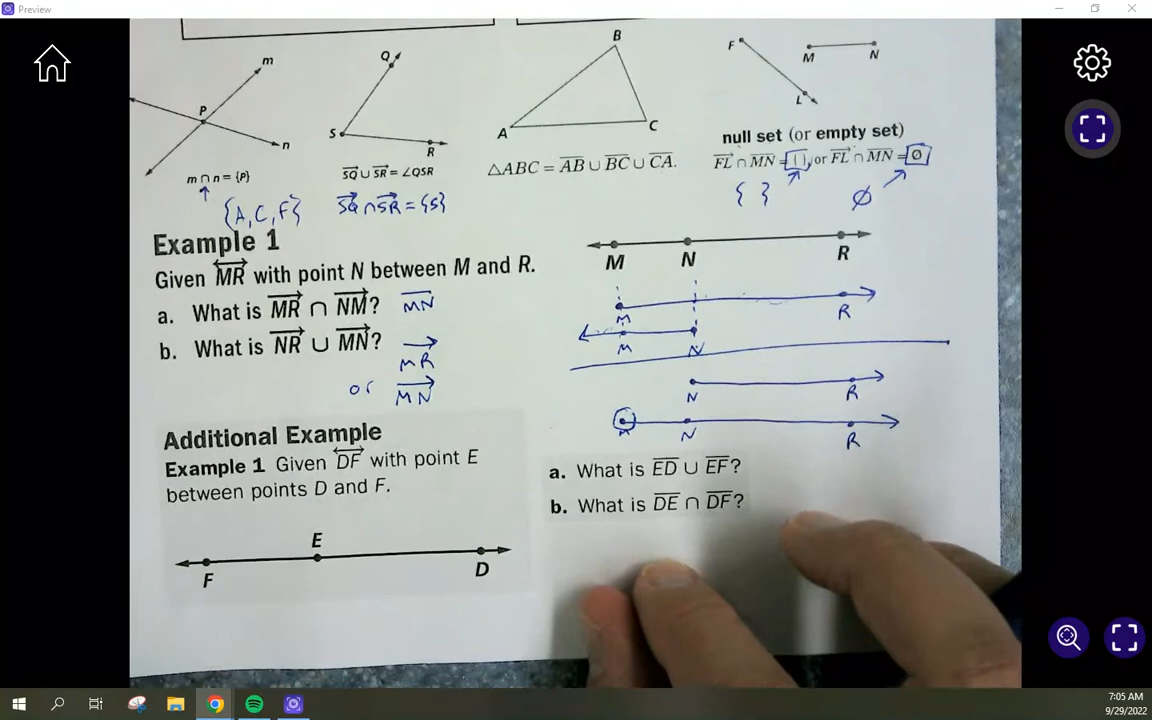 Preview
m
P
n
m ∩ n = {P}
{A, C, F}
Q
S
R
SQ ∪ SR = ∠QSR
SQ ∩ SR = {S}
B
A
C
△ABC = AB ∪ BC ∪ CA.
F
M
N
L
null set (or empty set)
FL ∩ MN = { }, or FL ∩ MN = ∅
{ }
∅
Example 1
Given MR with point N between M and R.
a. What is MR ∩ NM? MN
b. What is NR ∪ MN? MR
or MN
M N R
M R
M N
N R
M N R
Additional Example
Example 1 Given DF with point E
between points D and F.
F E D
a. What is ED ∪ EF?
b. What is DE ∩ DF?
7:05 AM
9/29/2022